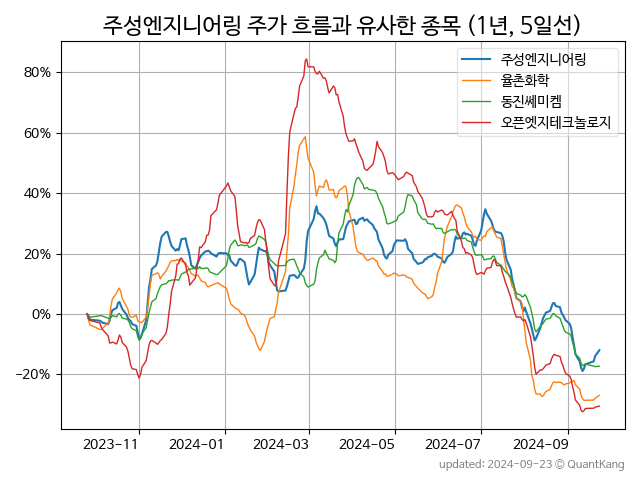 주성엔지니어링 주가 흐름과 유사한 종목 (1년, 5일선)
주성엔지니어링
율촌화학
동진쎄미켐
오픈엣지테크놀로지
80%
60%
40%
20%
0%
−20%
2023-11 2024-01 2024-03 2024-05 2024-07 2024-09
updated: 2024-09-23 © QuantKang